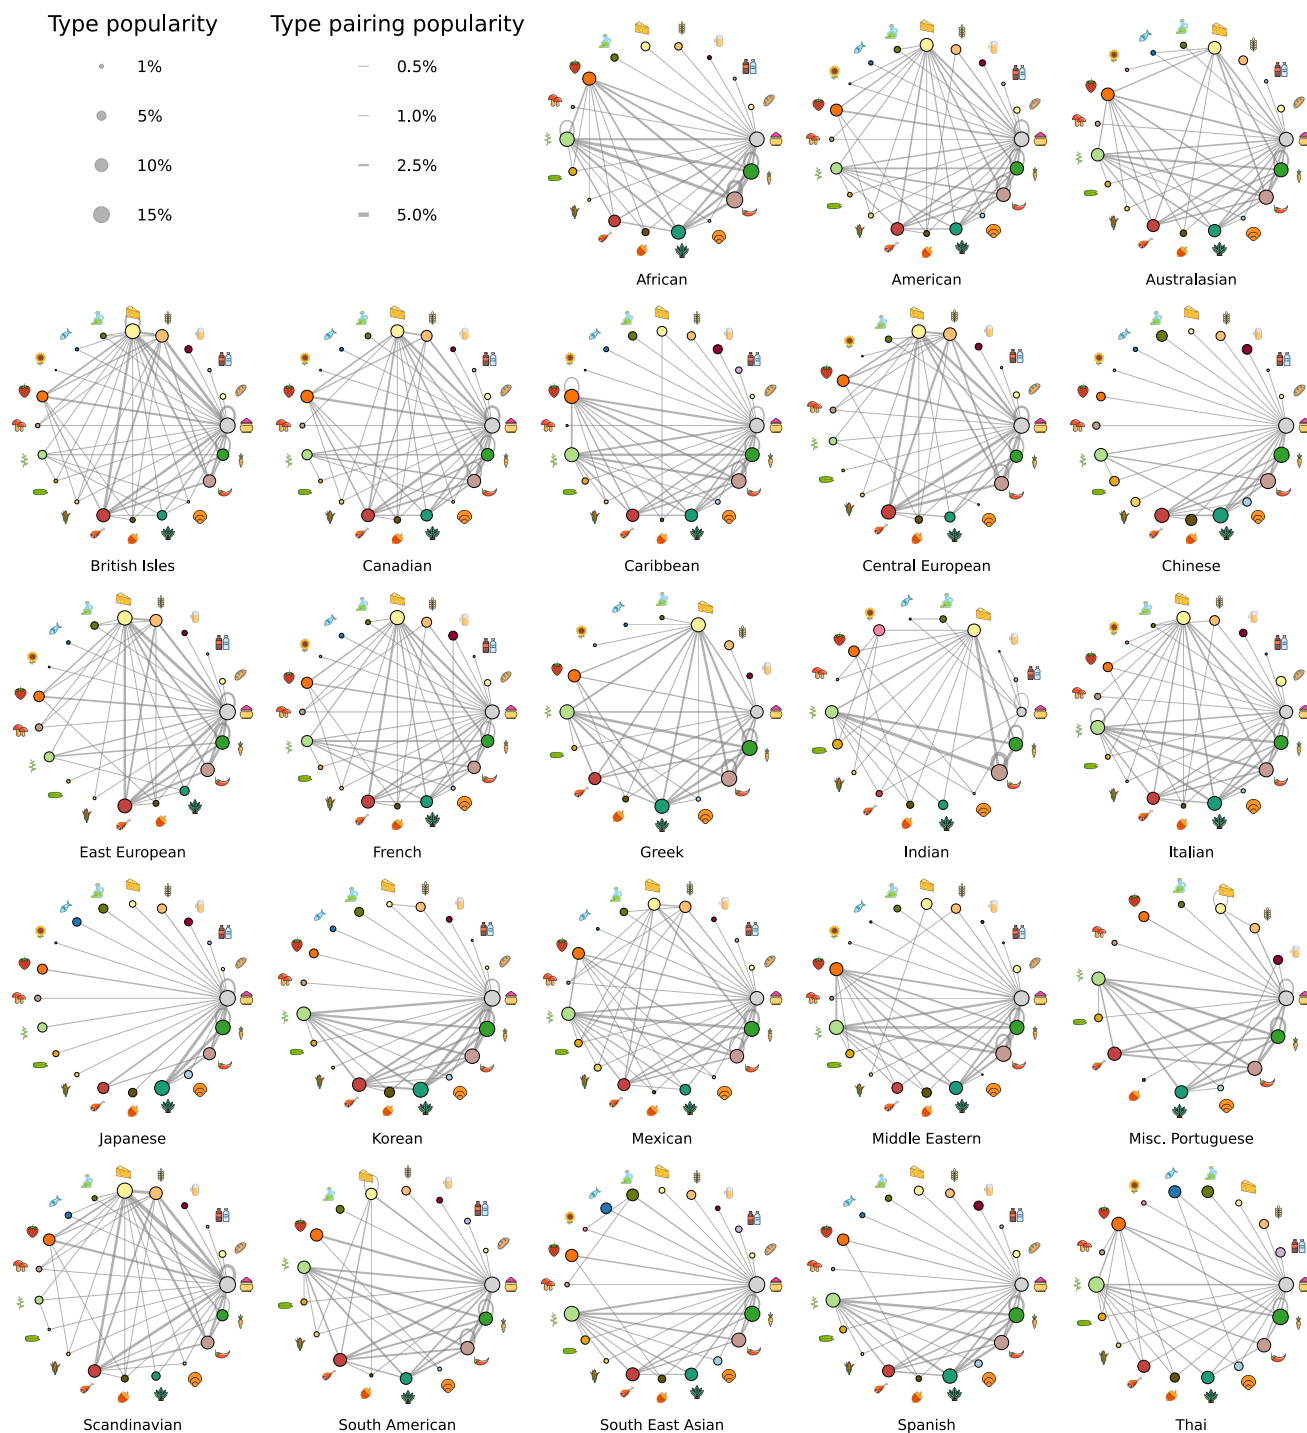 Type popularity
Type pairing popularity
1%
0.5%
5%
1.0%
10%
2.5%
15%
5.0%
African
American
Australasian
British Isles
Canadian
Caribbean
Central European
Chinese
East European
French
Greek
Indian
Italian
Japanese
Korean
Mexican
Middle Eastern
Misc. Portuguese
Scandinavian
South American
South East Asian
Spanish
Thai